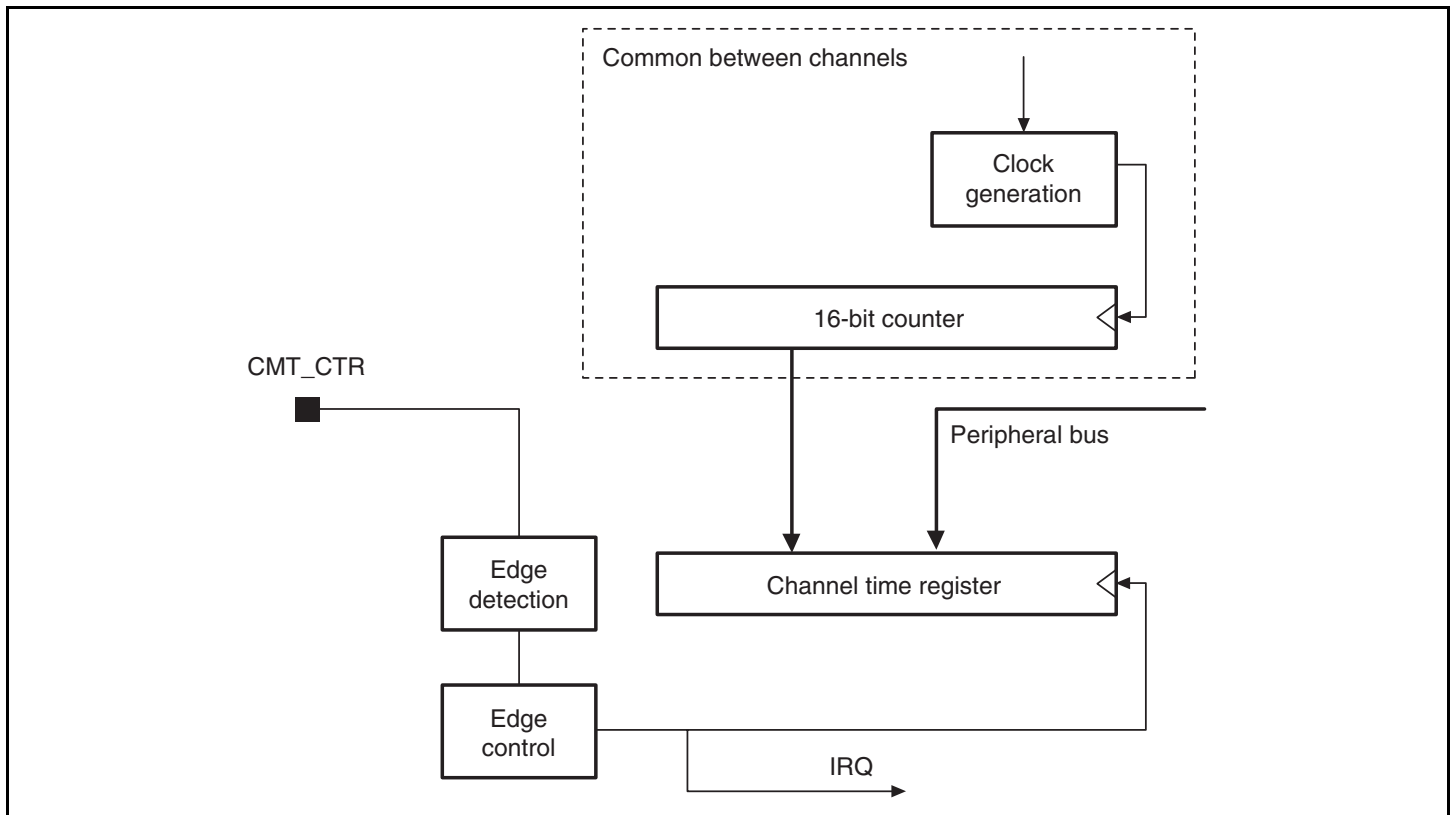 Common between channels
Clock
generation
16-bit counter
CMT_CTR
Peripheral bus
Edge
detection
Channel time register
Edge
control
IRQ